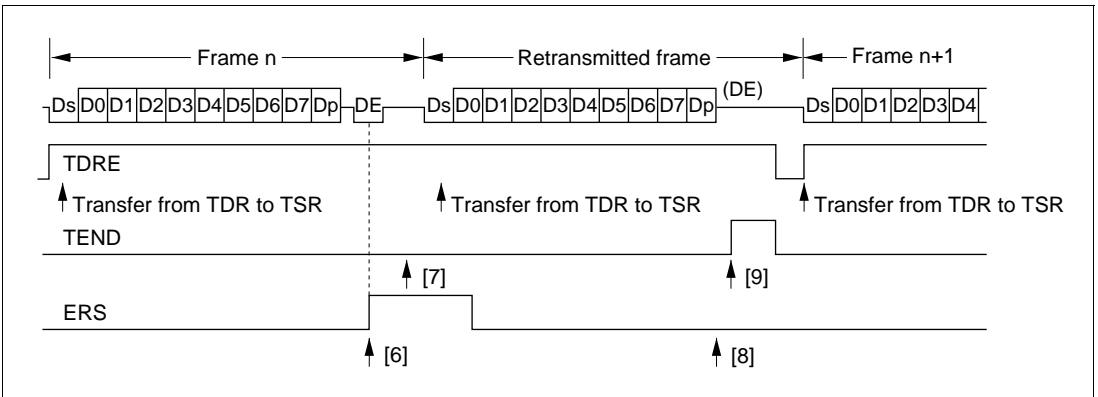 Frame n Retransmitted frame Frame n+1
Ds D0 D1 D2 D3 D4 D5 D6 D7 Dp DE Ds D0 D1 D2 D3 D4 D5 D6 D7 Dp (DE) Ds D0 D1 D2 D3 D4
TDRE
Transfer from TDR to TSR Transfer from TDR to TSR Transfer from TDR to TSR
TEND
[7] [9]
ERS
[6] [8]